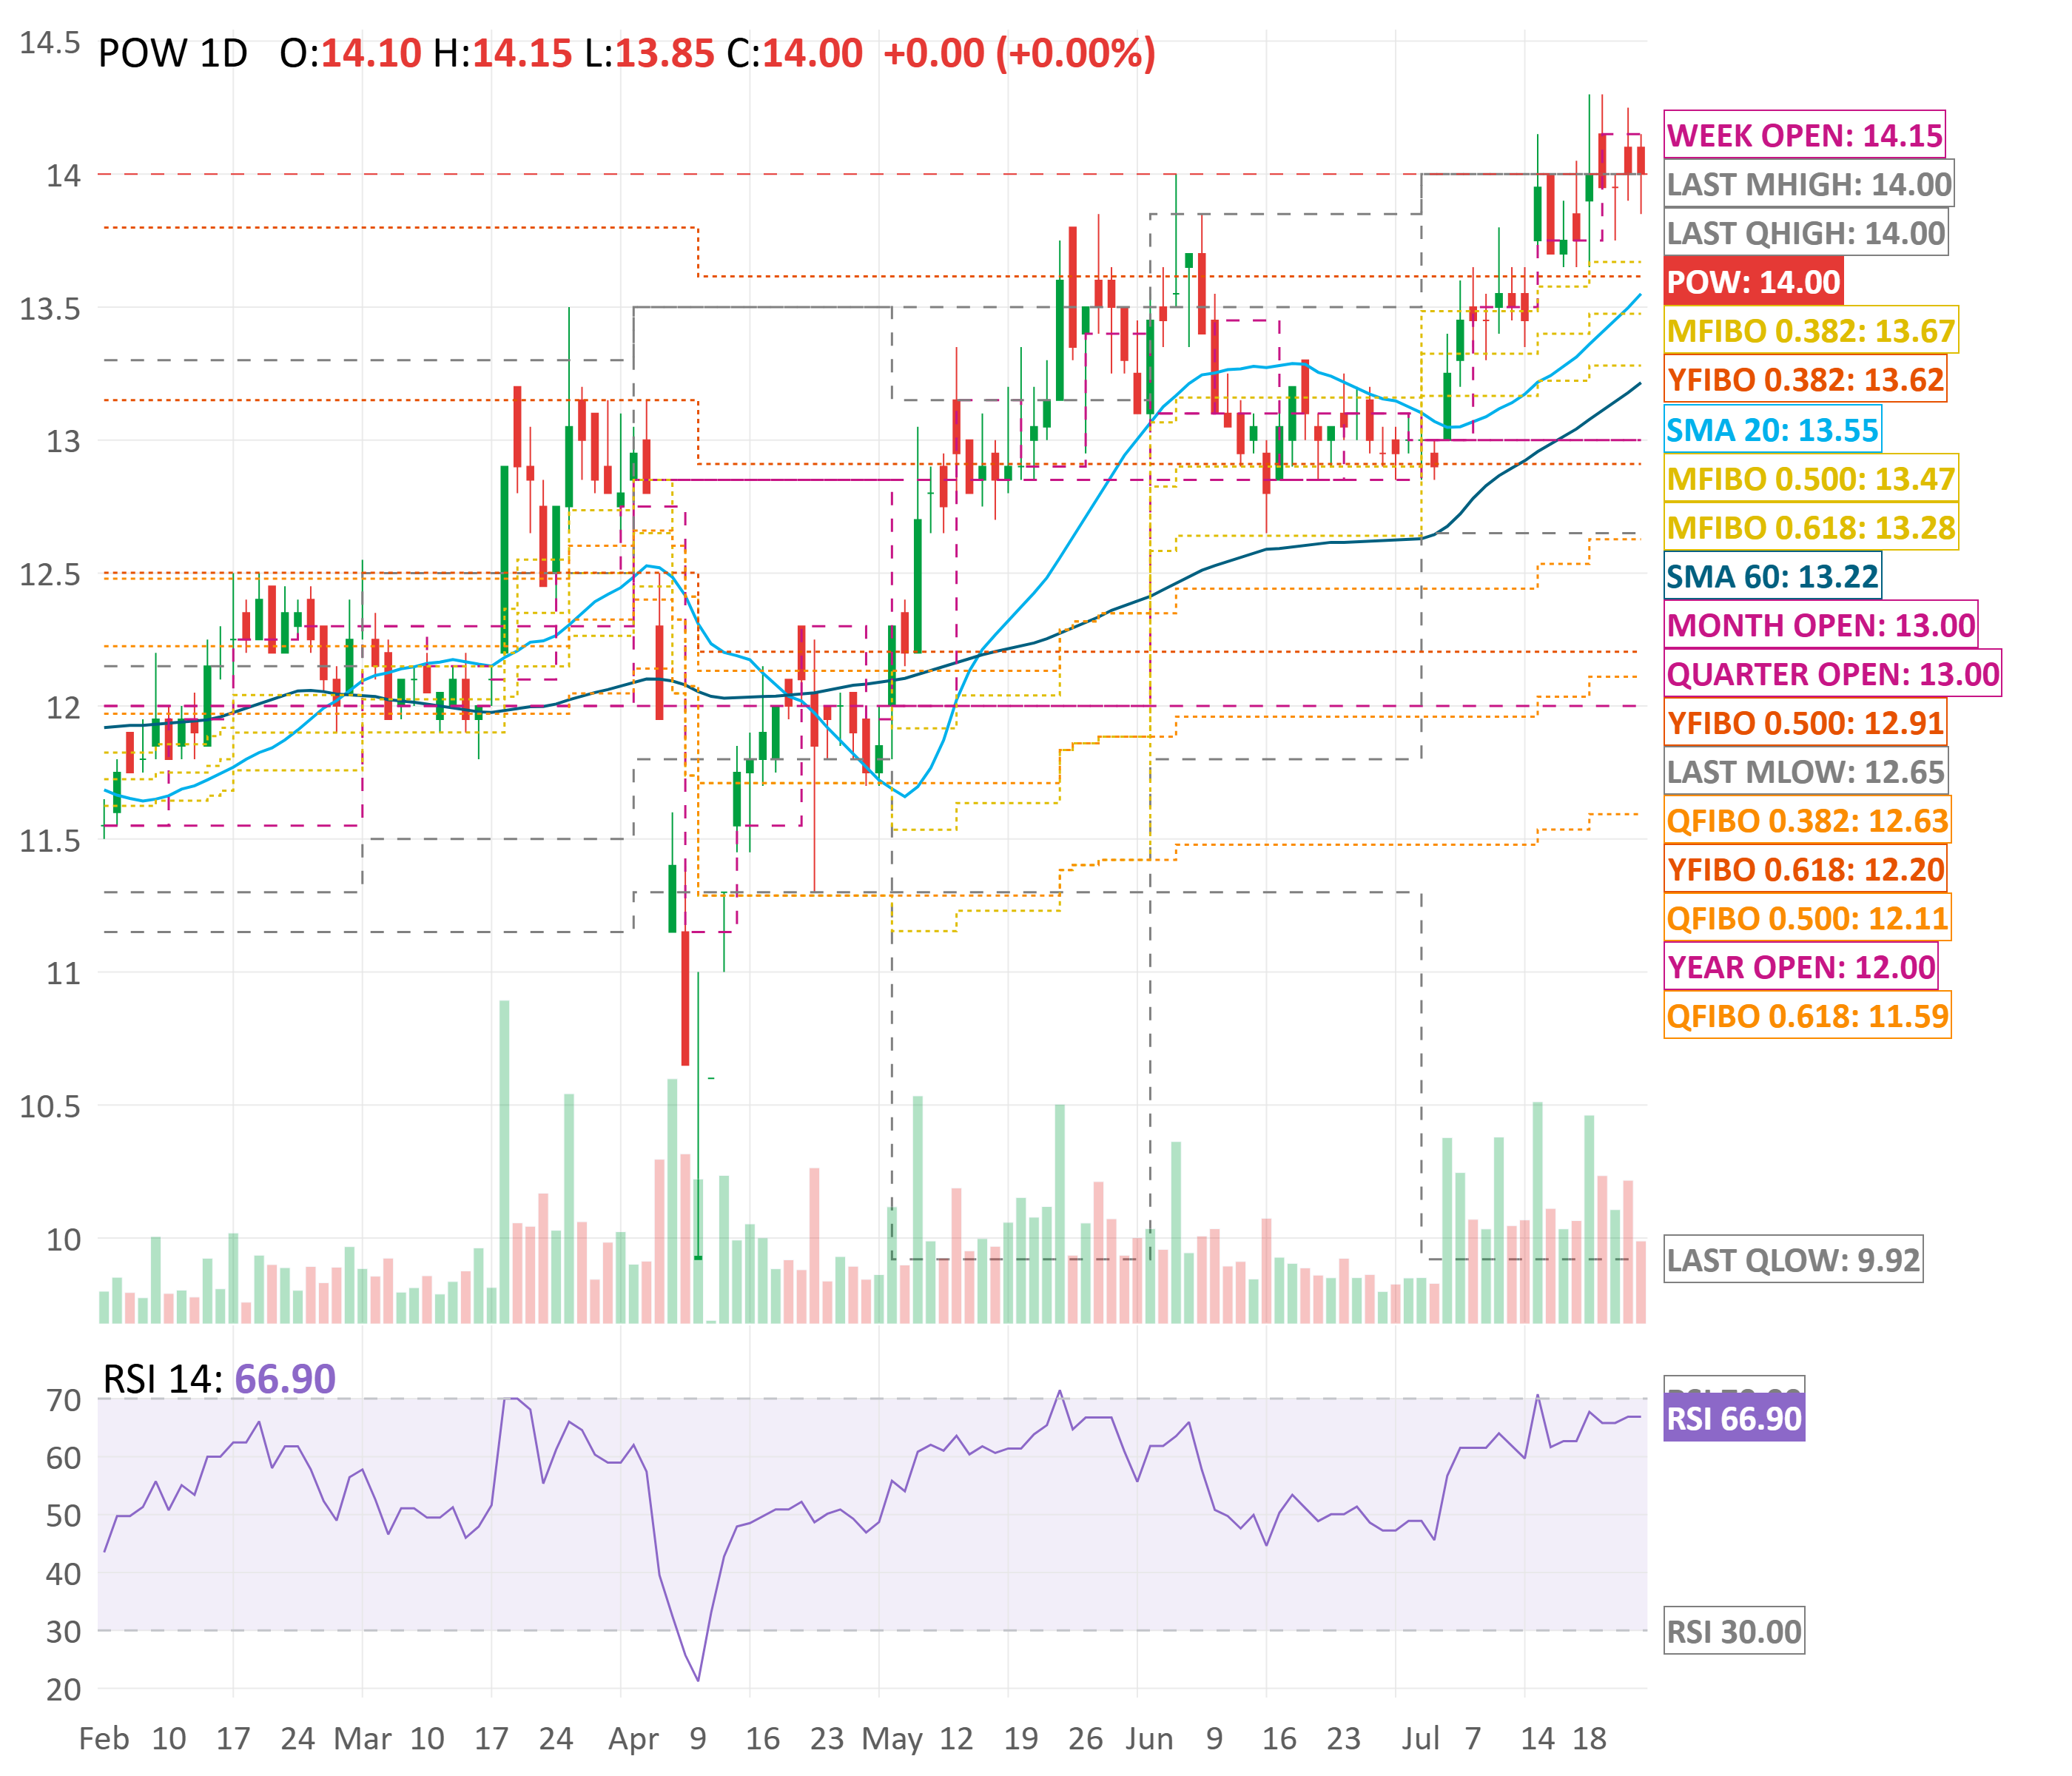 14.5
POW 1D O:14.10 H:14.15 L:13.85 C:14.00 +0.00 (+0.00%)
WEEK OPEN: 14.15
14
LAST MHIGH: 14.00
LAST QHIGH: 14.00
POW: 14.00
13.5
MFIBO 0.382: 13.67
YFIBO 0.382: 13.62
SMA 20: 13.55
13
MFIBO 0.500: 13.47
MFIBO 0.618: 13.28
12.5
SMA 60: 13.22
MONTH OPEN: 13.00
QUARTER OPEN: 13.00
12
YFIBO 0.500: 12.91
LAST MLOW: 12.65
QFIBO 0.382: 12.63
11.5
YFIBO 0.618: 12.20
QFIBO 0.500: 12.11
11
YEAR OPEN: 12.00
QFIBO 0.618: 11.59
10.5
10
LAST QLOW: 9.92
RSI 14: 66.90
70
RSI 66.90
60
50
40
30
RSI 30.00
20
Feb 10 17 24 Mar 10 17 24 Apr 9 16 23 May 12 19 26 Jun 9 16 23 Jul 7 14 18